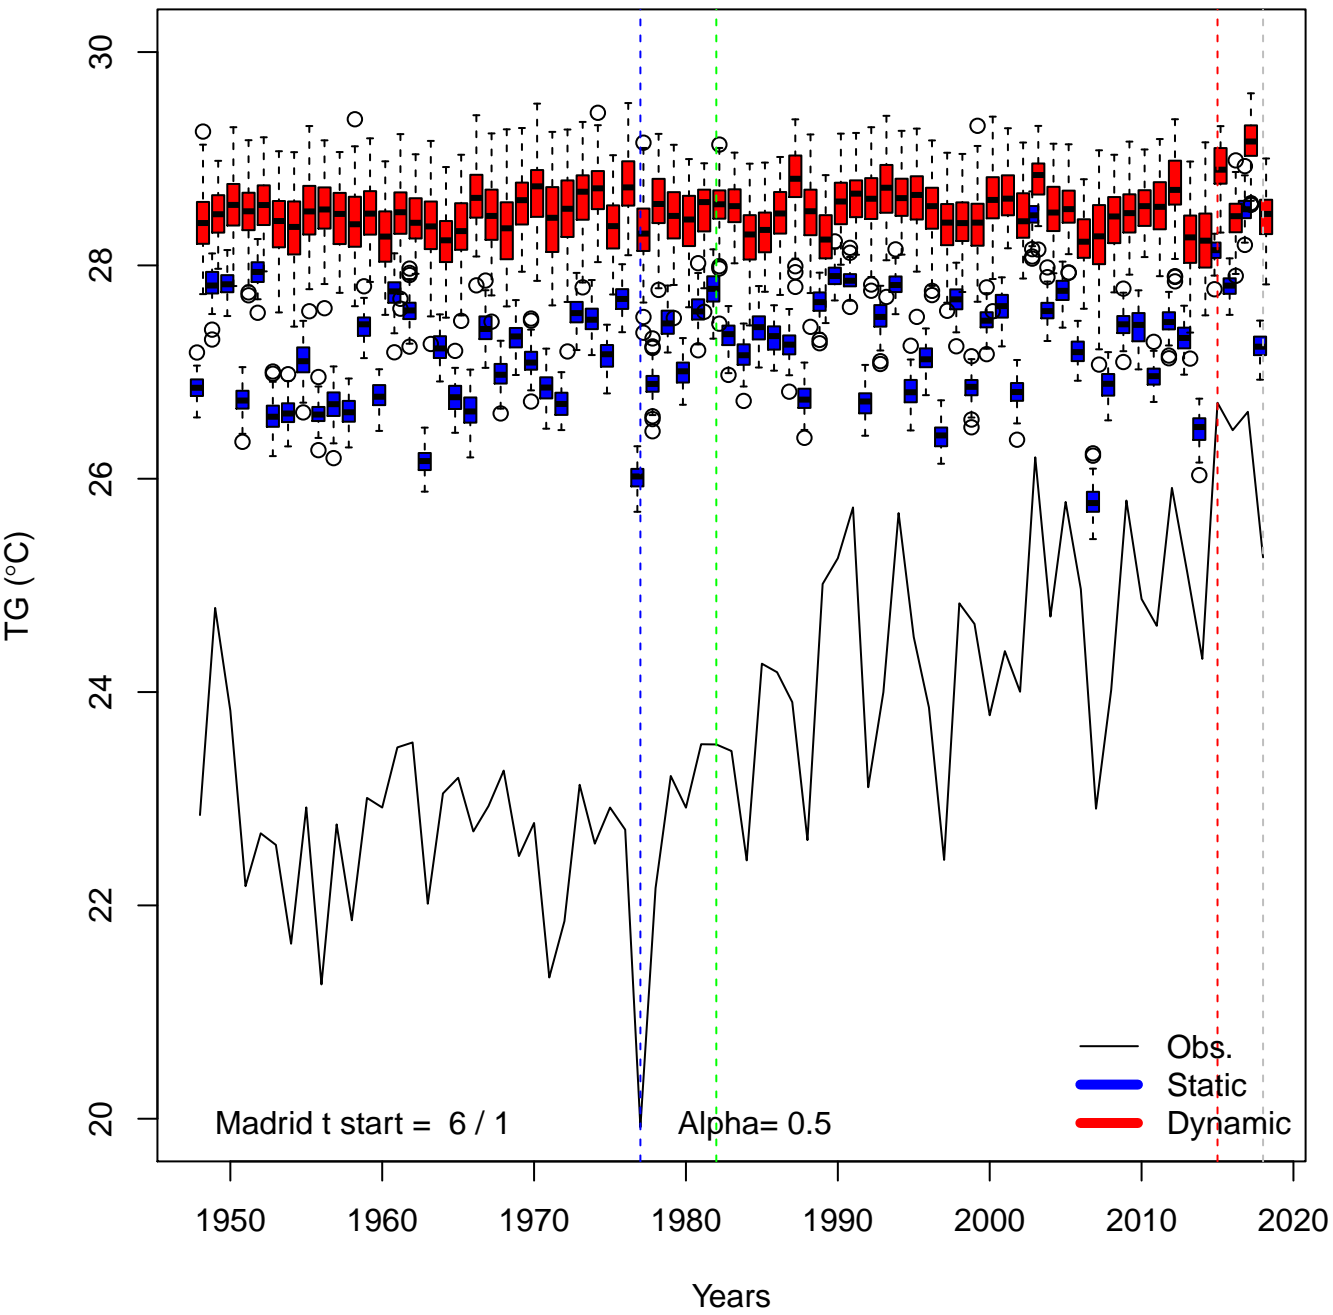 30
28
26
24
22
20
TG (°C)
Obs.
Static
Dynamic
Madrid t start = 6 / 1
Alpha= 0.5
1950 1960 1970 1980 1990 2000 2010 2020
Years